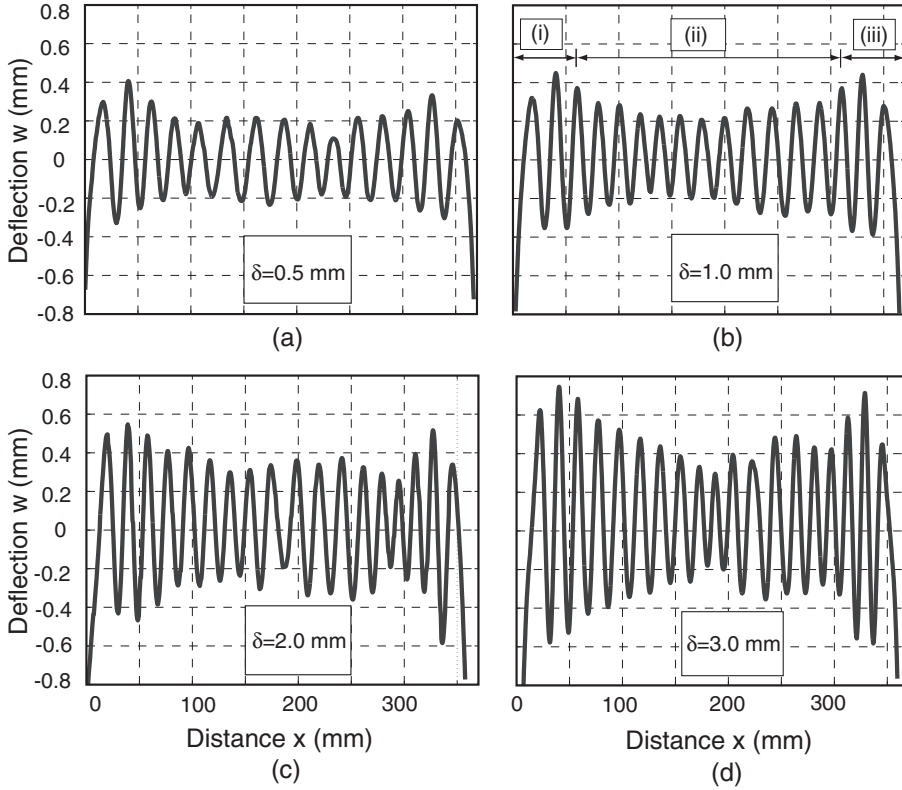 0.8
0.6
0.4
0.2
0
-0.2
-0.4
-0.6
-0.8
Deflection w (mm)
δ=0.5 mm
(a)
(i)
(ii)
(iii)
δ=1.0 mm
(b)
0.8
0.6
0.4
0.2
0
-0.2
-0.4
-0.6
-0.8
Deflection w (mm)
δ=2.0 mm
0 100 200 300
Distance x (mm)
(c)
δ=3.0 mm
0 100 200 300
Distance x (mm)
(d)